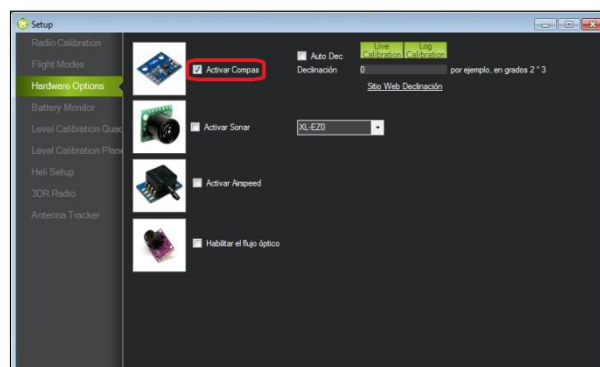 Setup
Radio Calibration
Flight Modes
Hardware Options
Battery Monitor
Level Calibration Quad
Level Calibration Plane
Heli Setup
3DR Radio
Antenna Tracker
Activar Compas
Auto Dec
Live Calibration
Log Calibration
Declinación
0
por ejemplo, en grados 2 ° 3
Sitio Web Declinación
Activar Sonar
XL-EZ0
Activar Airspeed
Habilitar el flujo óptico